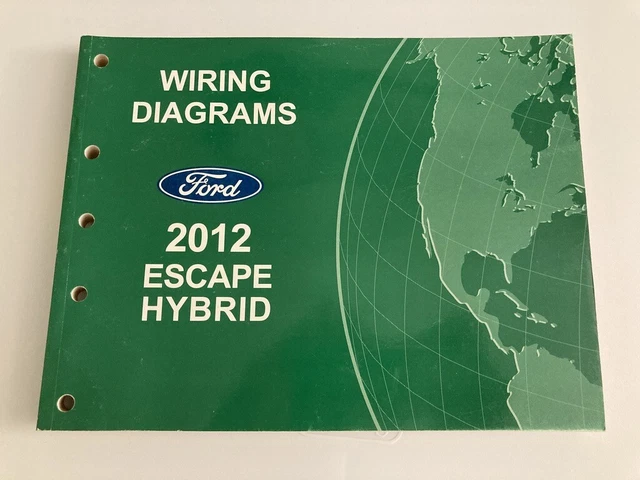 WIRING
DIAGRAMS
Ford
2012
ESCAPE
HYBRID